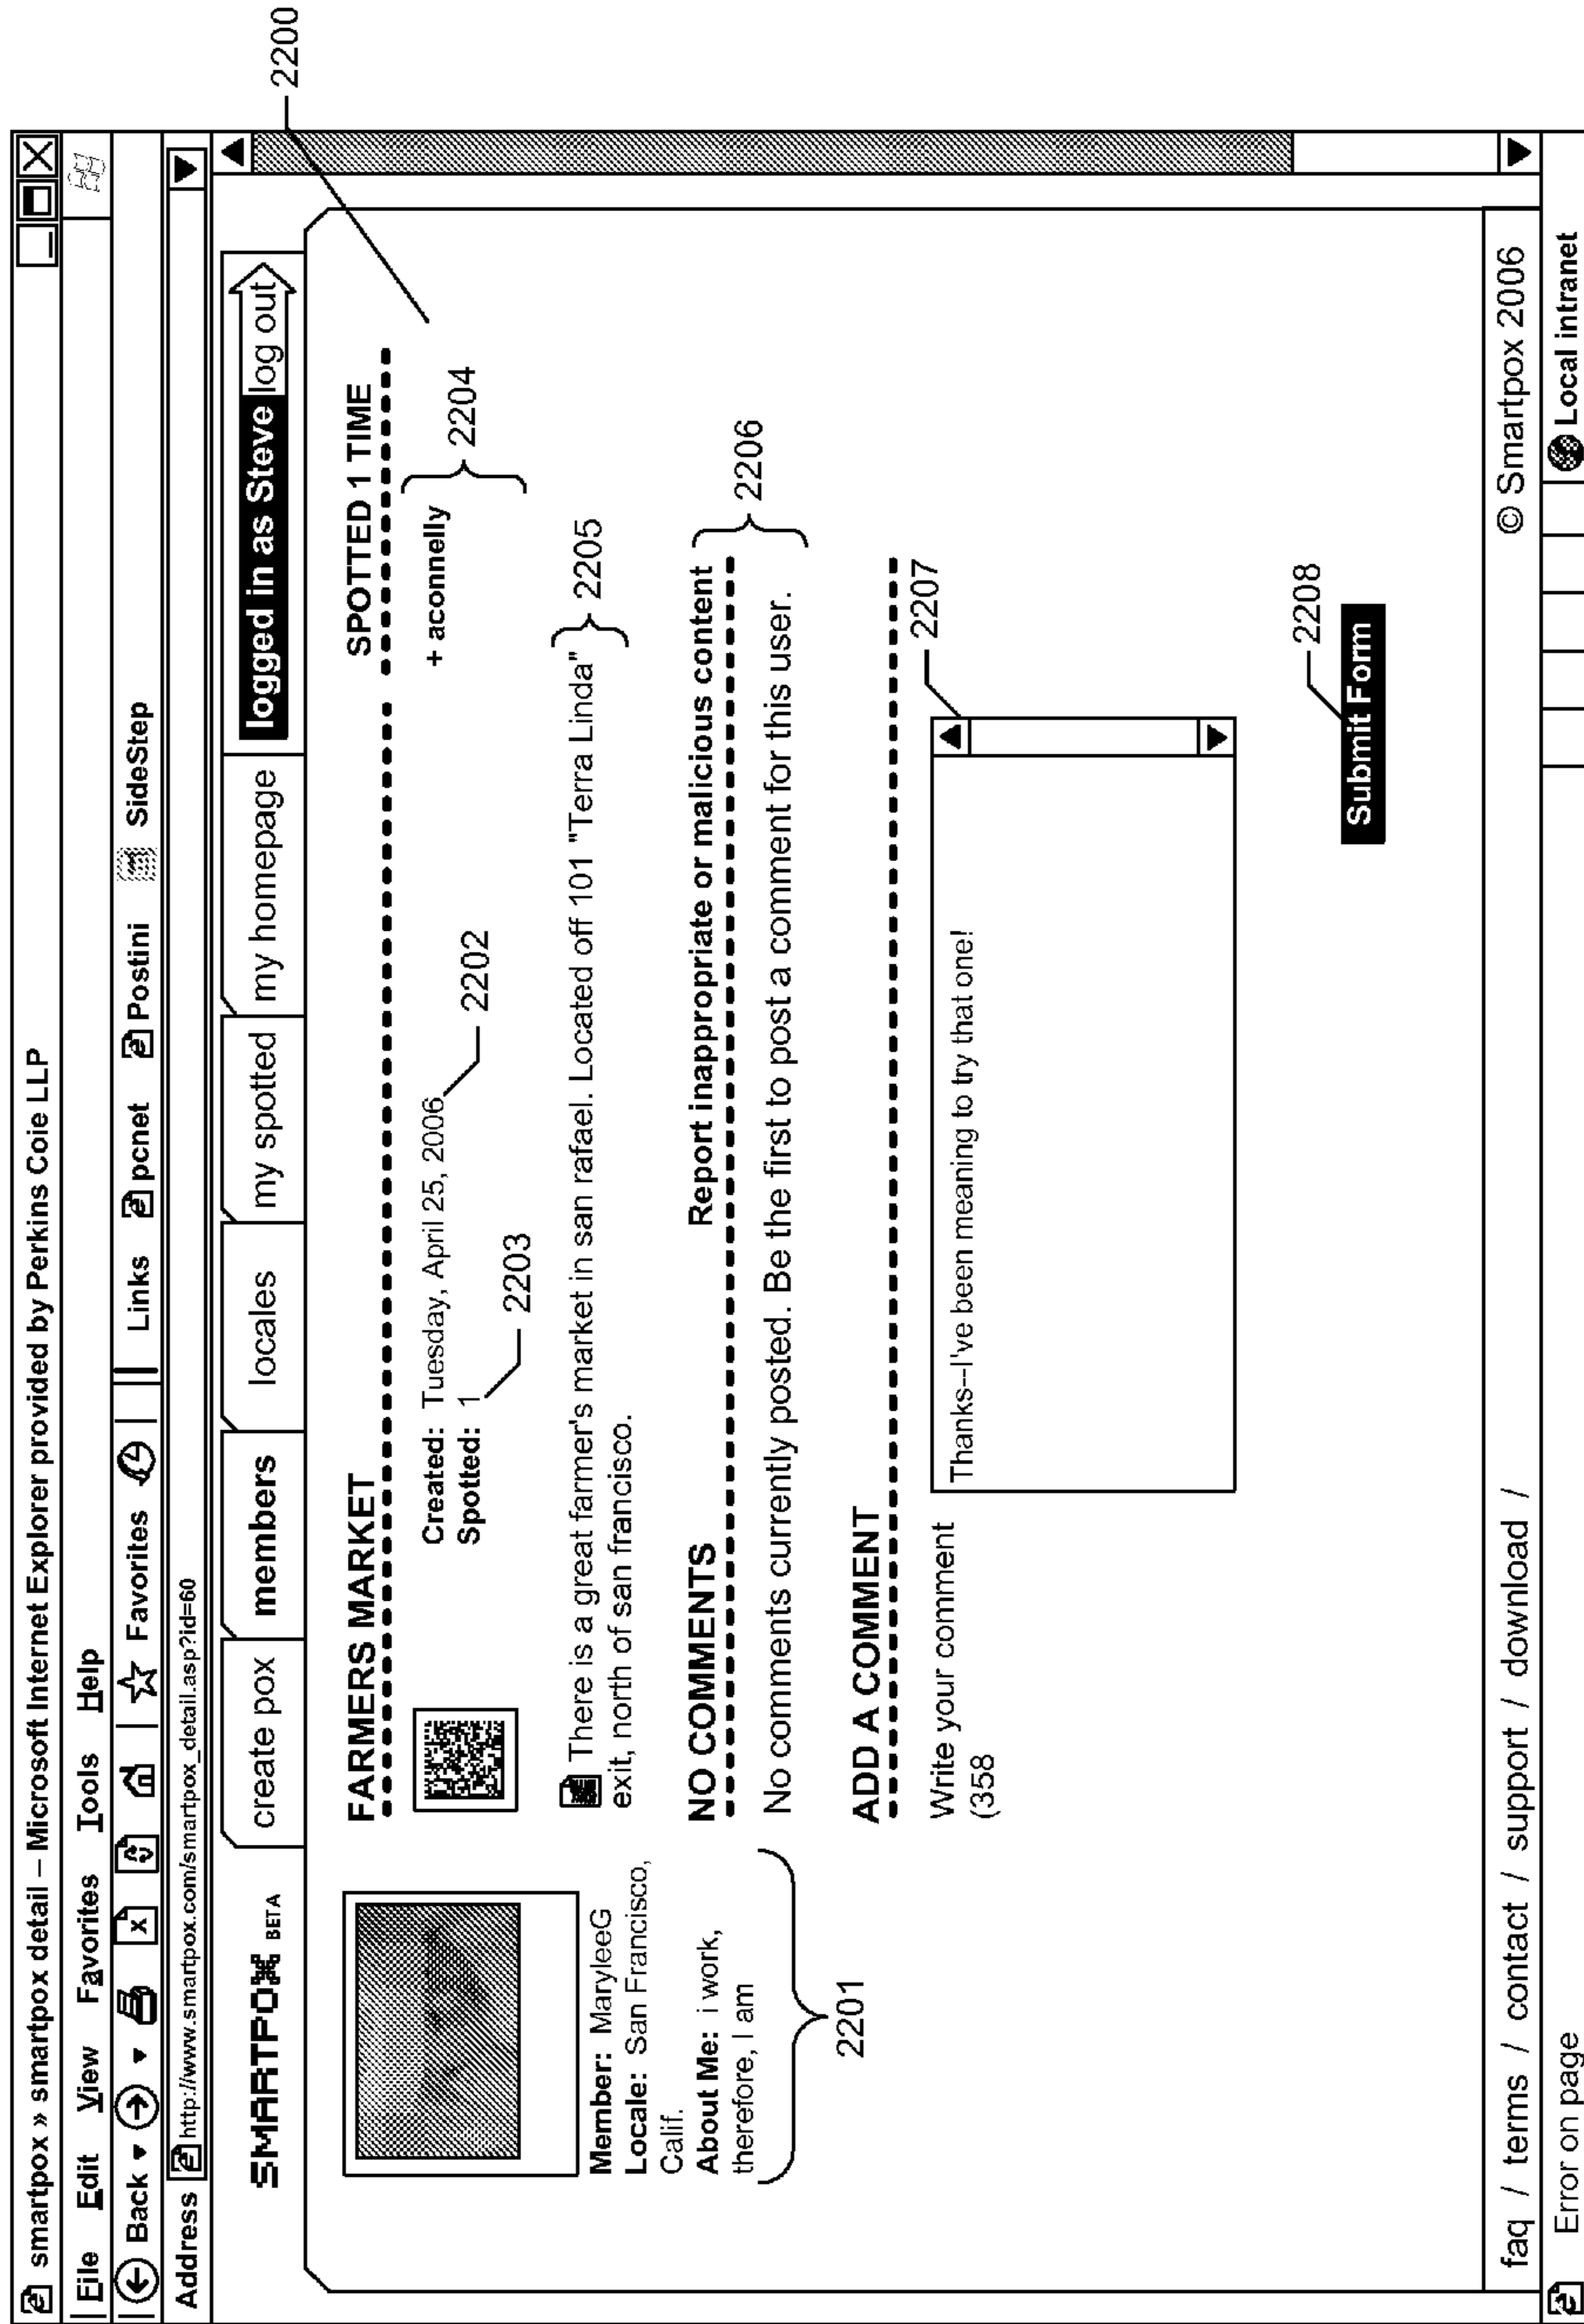 smartpox » smartpox detail – Microsoft Internet Explorer provided by Perkins Coie LLP
File Edit View Favorites Tools Help
Back Favorites Links pcnet Postini SideStep
Address http://www.smartpox.com/smartpox_detail.asp?id=60
SMARTPOX BETA create pox members locales my spotted my homepage logged in as Steve log out
2200
FARMERS MARKET SPOTTED 1 TIME
Created: Tuesday, April 25, 2006 + aconnelly 2204
Spotted: 1 2202
2203
There is a great farmer's market in san rafael. Located off 101 "Terra Linda" 2205
exit, north of san francisco.
Member: MaryleeG
Locale: San Francisco,
Calif.
About Me: i work,
therefore, I am
2201
NO COMMENTS Report inappropriate or malicious content
No comments currently posted. Be the first to post a comment for this user. 2206
ADD A COMMENT
2207
Write your comment Thanks--I've been meaning to try that one!
(358
2208
Submit Form
faq / terms / contact / support / download / © Smartpox 2006
Error on page Local intranet